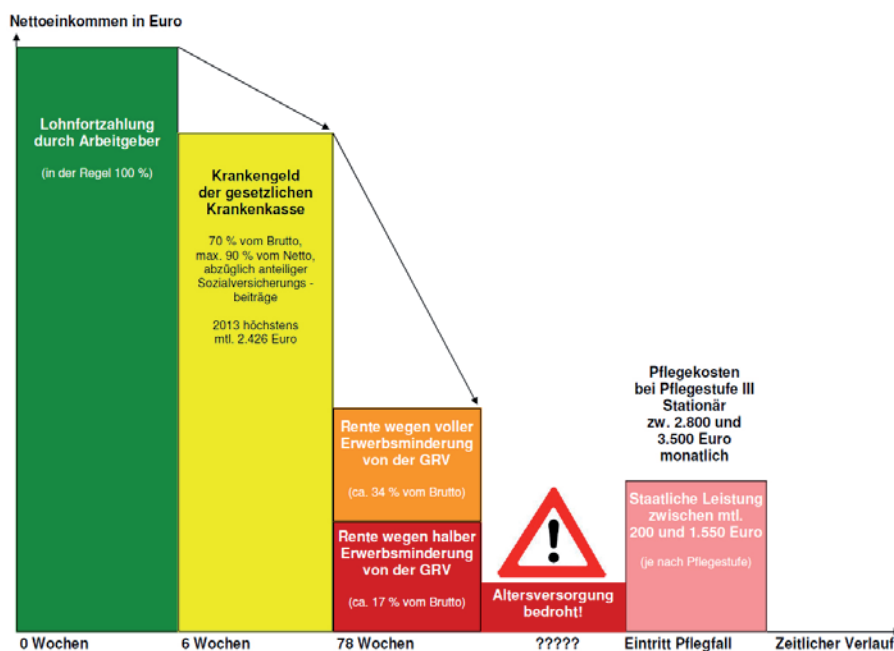 Nettoeinkommen in Euro
Lohnfortzahlung
durch Arbeitgeber
(in der Regel 100 %)
Krankengeld
der gesetzlichen
Krankenkasse
70 % vom Brutto,
max. 90 % vom Netto,
abzüglich anteiliger
Sozialversicherungs -
beiträge
2013 höchstens
mtl. 2.426 Euro
Rente wegen voller
Erwerbsminderung
von der GRV
(ca. 34 % vom Brutto)
Rente wegen halber
Erwerbsminderung
von der GRV
(ca. 17 % vom Brutto)
!
Altersversorgung
bedroht!
Pflegekosten
bei Pflegestufe III
Stationär
zw. 2.800 und
3.500 Euro
monatlich
Staatliche Leistung
zwischen mtl.
200 und 1.550 Euro
(je nach Pflegestufe)
0 Wochen
6 Wochen
78 Wochen
?????
Eintritt Pflegfall
Zeitlicher Verlauf